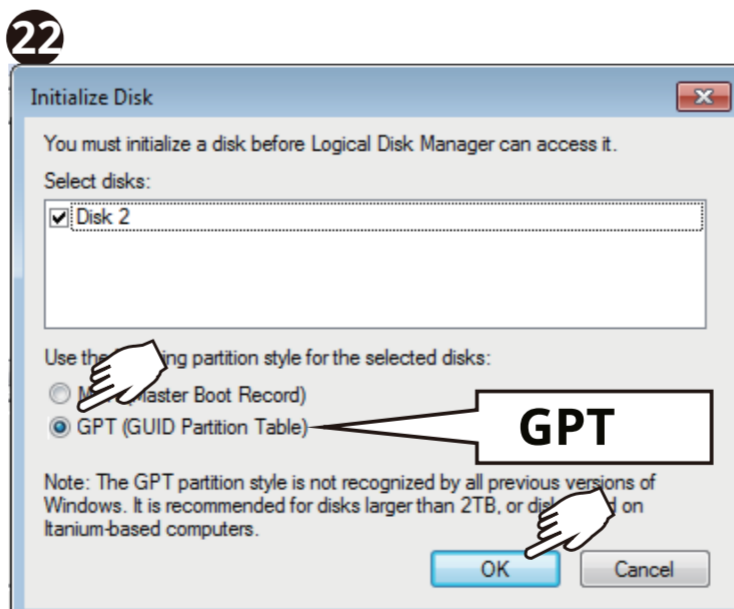 22
Initialize Disk
You must initialize a disk before Logical Disk Manager can access it.
Select disks:
Disk 2
Use the ing partition style for the selected disks:
(Master Boot Record)
GPT (GUID Partition Table)
GPT
Note: The GPT partition style is not recognized by all previous versions of
Windows. It is recommended for disks larger than 2TB, or on
Itanium-based computers.
OK
Cancel